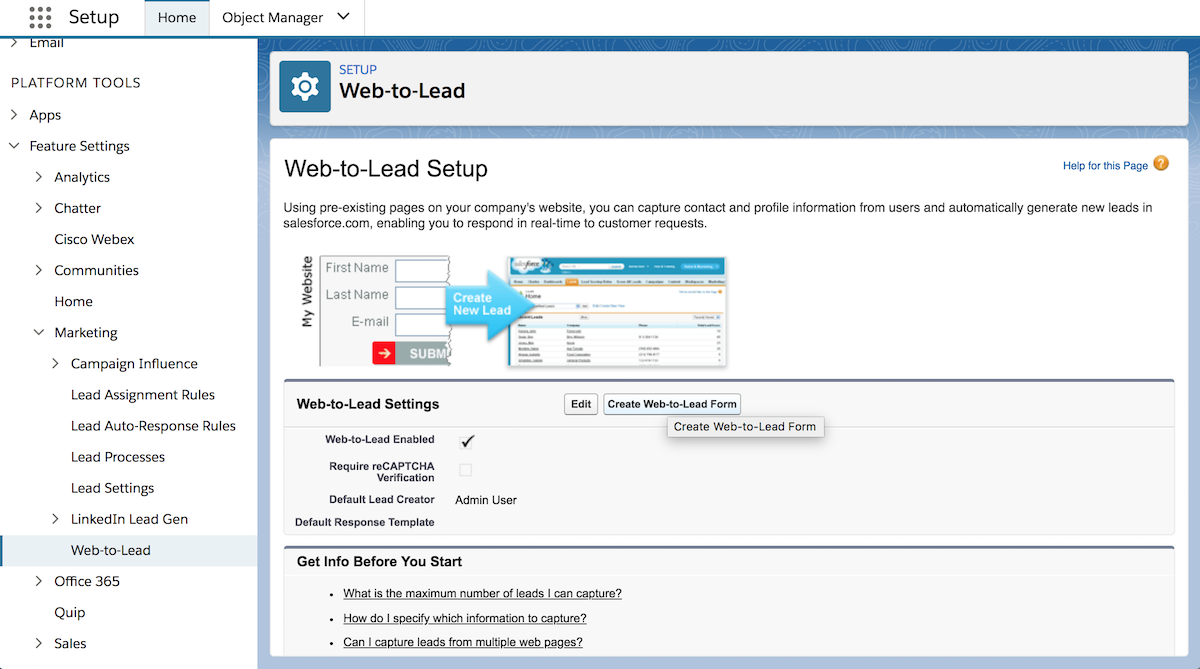 Setup
Home
Object Manager
Email
PLATFORM TOOLS
Apps
Feature Settings
Analytics
Chatter
Cisco Webex
Communities
Home
Marketing
Campaign Influence
Lead Assignment Rules
Lead Auto-Response Rules
Lead Processes
Lead Settings
LinkedIn Lead Gen
Web-to-Lead
Office 365
Quip
Sales
SETUP
Web-to-Lead
Web-to-Lead Setup
Help for this Page ?
Using pre-existing pages on your company's website, you can capture contact and profile information from users and automatically generate new leads in
salesforce.com, enabling you to respond in real-time to customer requests.
My Website
First Name
Last Name
E-mail
SUBM
Create
New Lead
salesforce
Home
Web-to-Lead Settings
Edit
Create Web-to-Lead Form
Create Web-to-Lead Form
Web-to-Lead Enabled
Require reCAPTCHA
Verification
Default Lead Creator Admin User
Default Response Template
Get Info Before You Start
• What is the maximum number of leads I can capture?
• How do I specify which information to capture?
• Can I capture leads from multiple web pages?